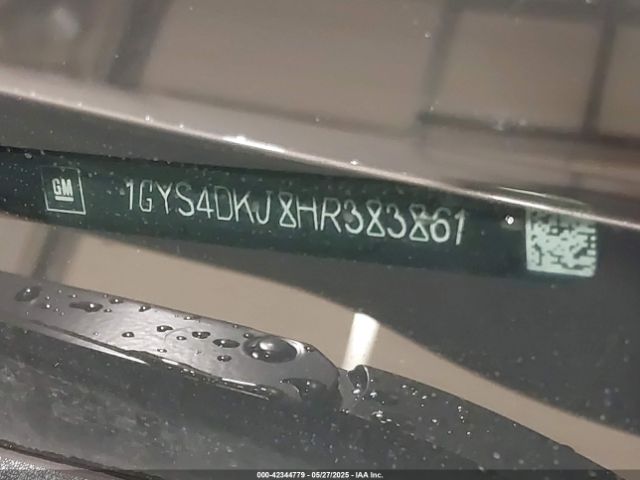 GM 1GYS4DKJ8HR383861
000-42344779 - 05/27/2025 - IAA Inc.